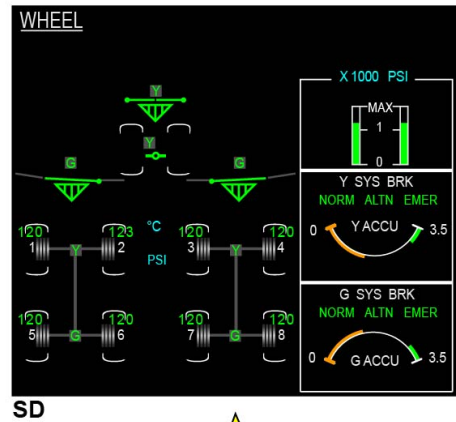 WHEEL
X 1000 PSI
MAX
1
0
Y
Y
G G
Y SYS BRK
NORM ALTN EMER
0 Y ACCU 3.5
120 123 °C 120 120
1 2 PSI 3 4
Y Y
G SYS BRK
NORM ALTN EMER
0 G ACCU 3.5
120 120 120 120
5 6 7 8
G G
SD